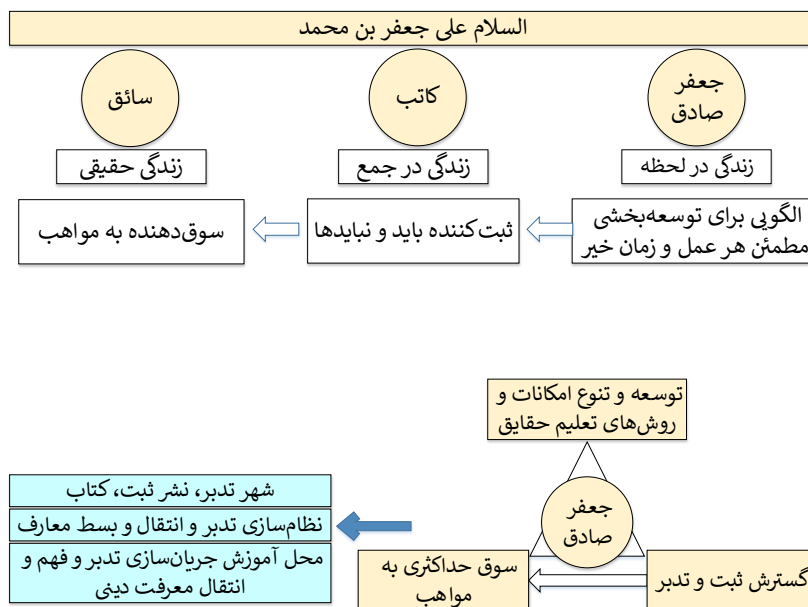 السلام علی جعفر بن محمد
جعفر
صادق
کاتب
سائق
زندگی در لحظه
زندگی در جمع
زندگی حقیقی
الگویی برای توسعه‌بخشی
مطمئن هر عمل و زمان خیر
ثبت‌کننده باید و نبایدها
سوق‌دهنده به مواهب
توسعه و تنوع امکانات و
روش‌های تعلیم حقایق
جعفر
صادق
گسترش ثبت و تدبر
سوق حداکثری به
مواهب
شهر تدبر، نشر ثبت، کتاب
نظام‌سازی تدبر و انتقال و بسط معارف
محل آموزش جریان‌سازی تدبر و فهم و
انتقال معرفت دینی